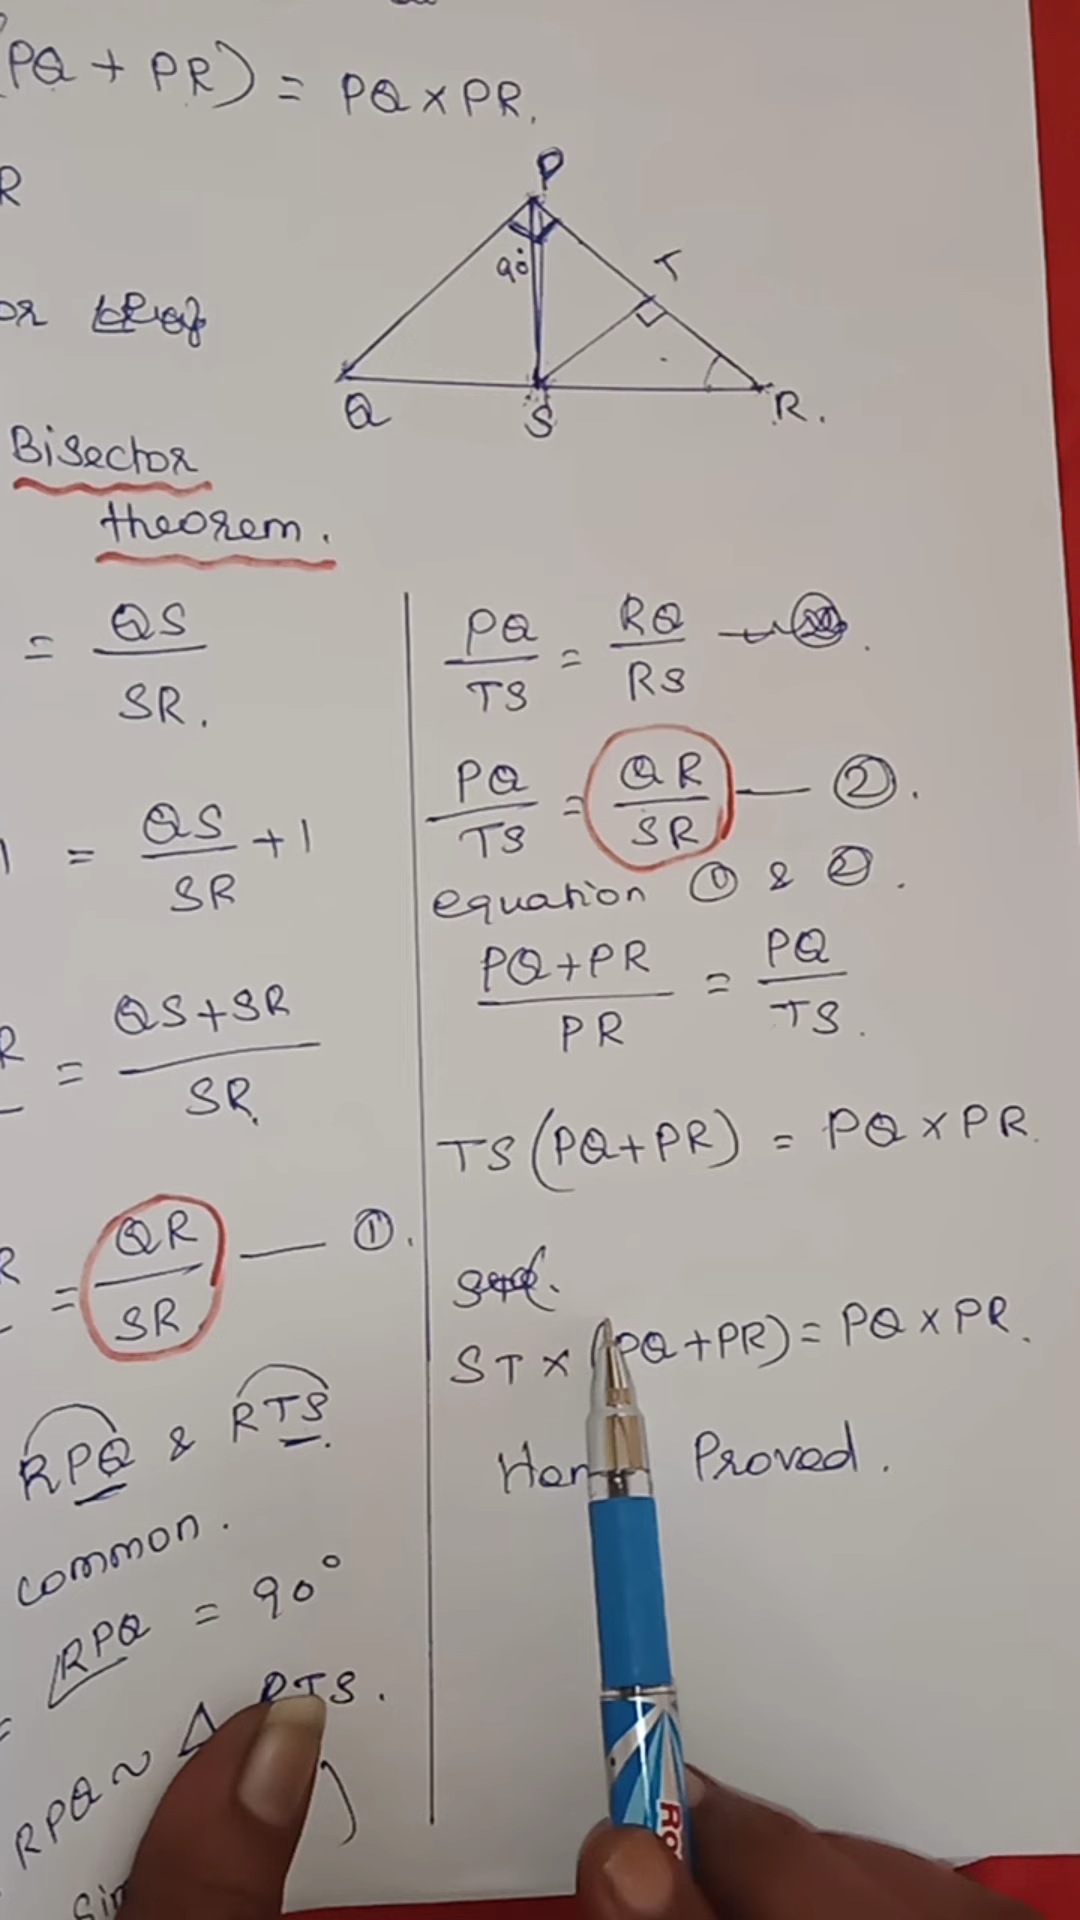 (PQ + PR) = PQ × PR.
R
P
90°
T
Q
S
R.
or
Bisector
theorem.
= QS/SR.
1 = QS/SR + 1
R = QS+SR/SR
R = QR/SR — ①.
RPQ & RTS.
common.
∠RPQ = 90°
RPQ ~ Δ RTS.
PQ/TS = RQ/RS
PQ/TS = QR/SR — ②.
equation ① & ②.
PQ+PR/PR = PQ/TS.
TS(PQ+PR) = PQ × PR.
ST × (PQ+PR) = PQ × PR.
Proved.